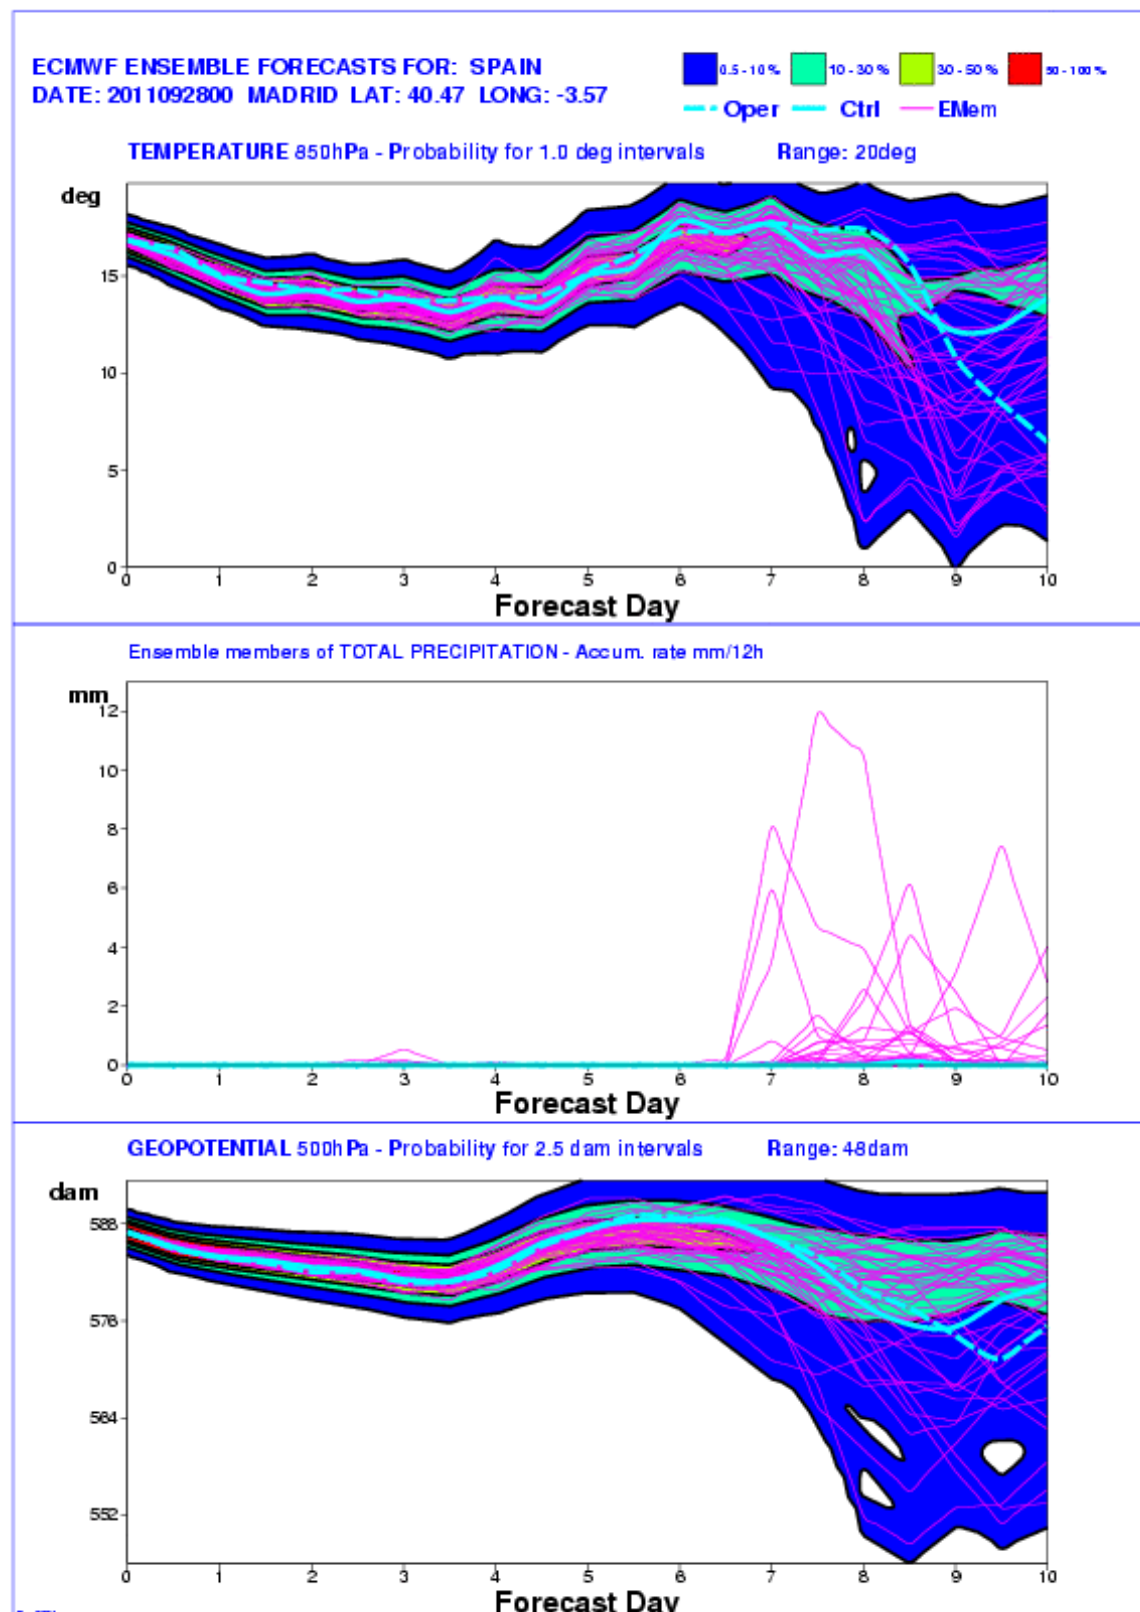 ECMWF ENSEMBLE FORECASTS FOR: SPAIN
DATE: 2011092800 MADRID LAT: 40.47 LONG: -3.57
0.5 - 10 % 10 - 30 % 30 - 50 % 50 - 100 %
Oper Ctrl EMem
TEMPERATURE 850hPa - Probability for 1.0 deg intervals Range: 20deg
deg
15
10
5
0
0 1 2 3 4 5 6 7 8 9 10
Forecast Day
Ensemble members of TOTAL PRECIPITATION - Accum. rate mm/12h
mm
12
10
8
6
4
2
0
0 1 2 3 4 5 6 7 8 9 10
Forecast Day
GEOPOTENTIAL 500hPa - Probability for 2.5 dam intervals Range: 48dam
dam
588
576
564
552
0 1 2 3 4 5 6 7 8 9 10
Forecast Day